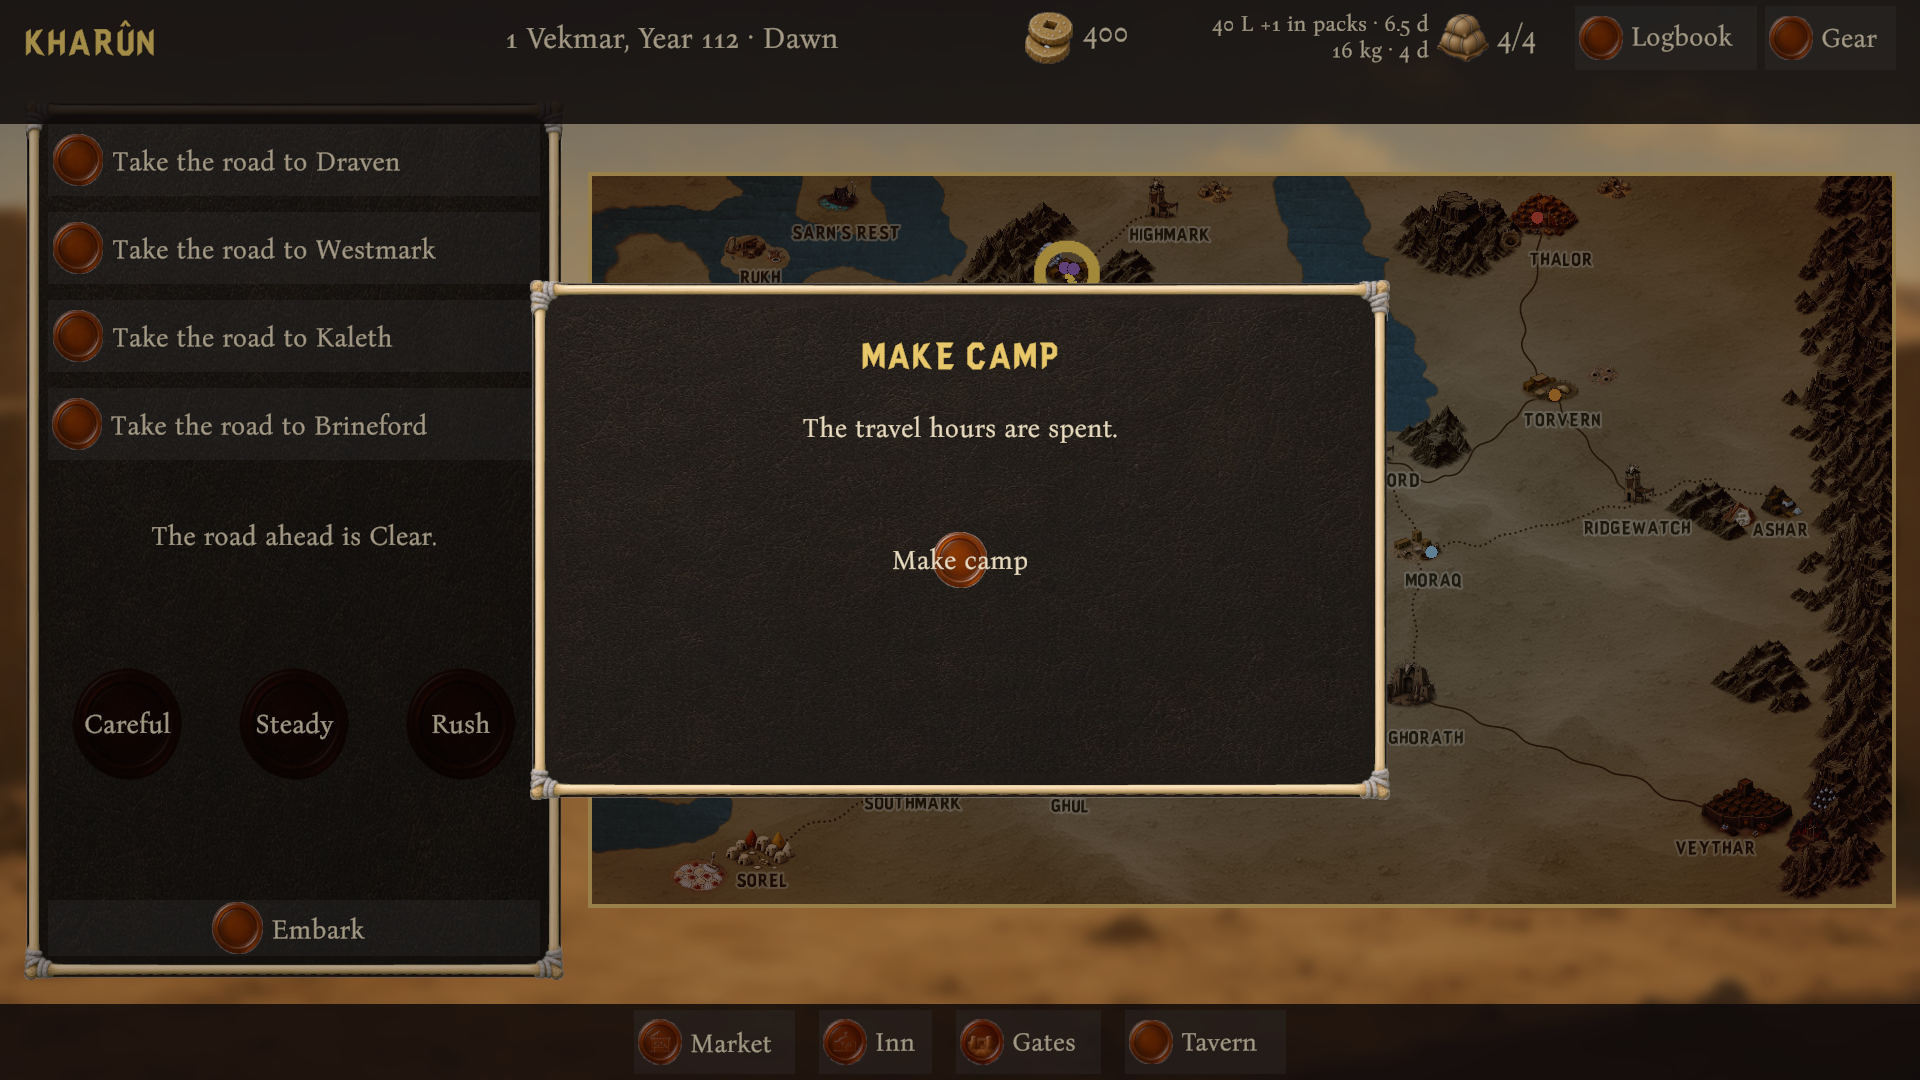 KHARÛN
1 Vekmar, Year 112 · Dawn
400
40 L +1 in packs · 6.5 d
16 kg · 4 d
4/4
Logbook
Gear
Take the road to Draven
Take the road to Westmark
Take the road to Kaleth
Take the road to Brineford
The road ahead is Clear.
Careful
Steady
Rush
Embark
SARN'S REST
RUKH
HIGHMARK
THALOR
TORVERN
ORD
RIDGEWATCH
ASHAR
MORAQ
GHORATH
VEYTHAR
SOUTHMARK
GHUL
SOREL
MAKE CAMP
The travel hours are spent.
Make camp
Market
Inn
Gates
Tavern